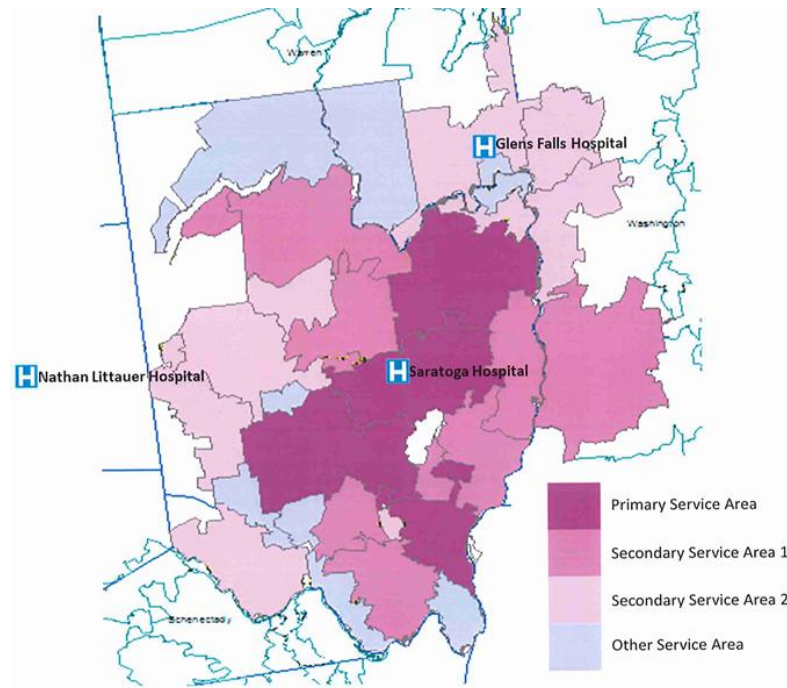 Warren
H Glens Falls Hospital
Washington
H Nathan Littauer Hospital
H Saratoga Hospital
Primary Service Area
Secondary Service Area 1
Secondary Service Area 2
Schenectady
Other Service Area